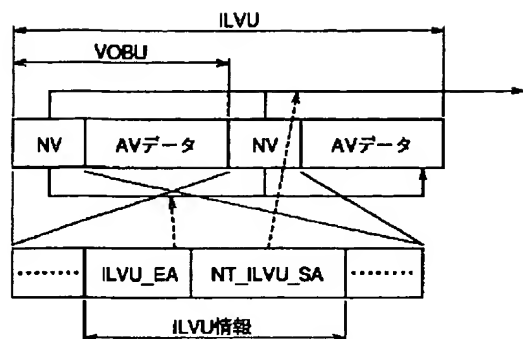 ILVU
VOBU
NV AVデータ NV AVデータ
ILVU_EA NT_ILVU_SA
ILVU情報